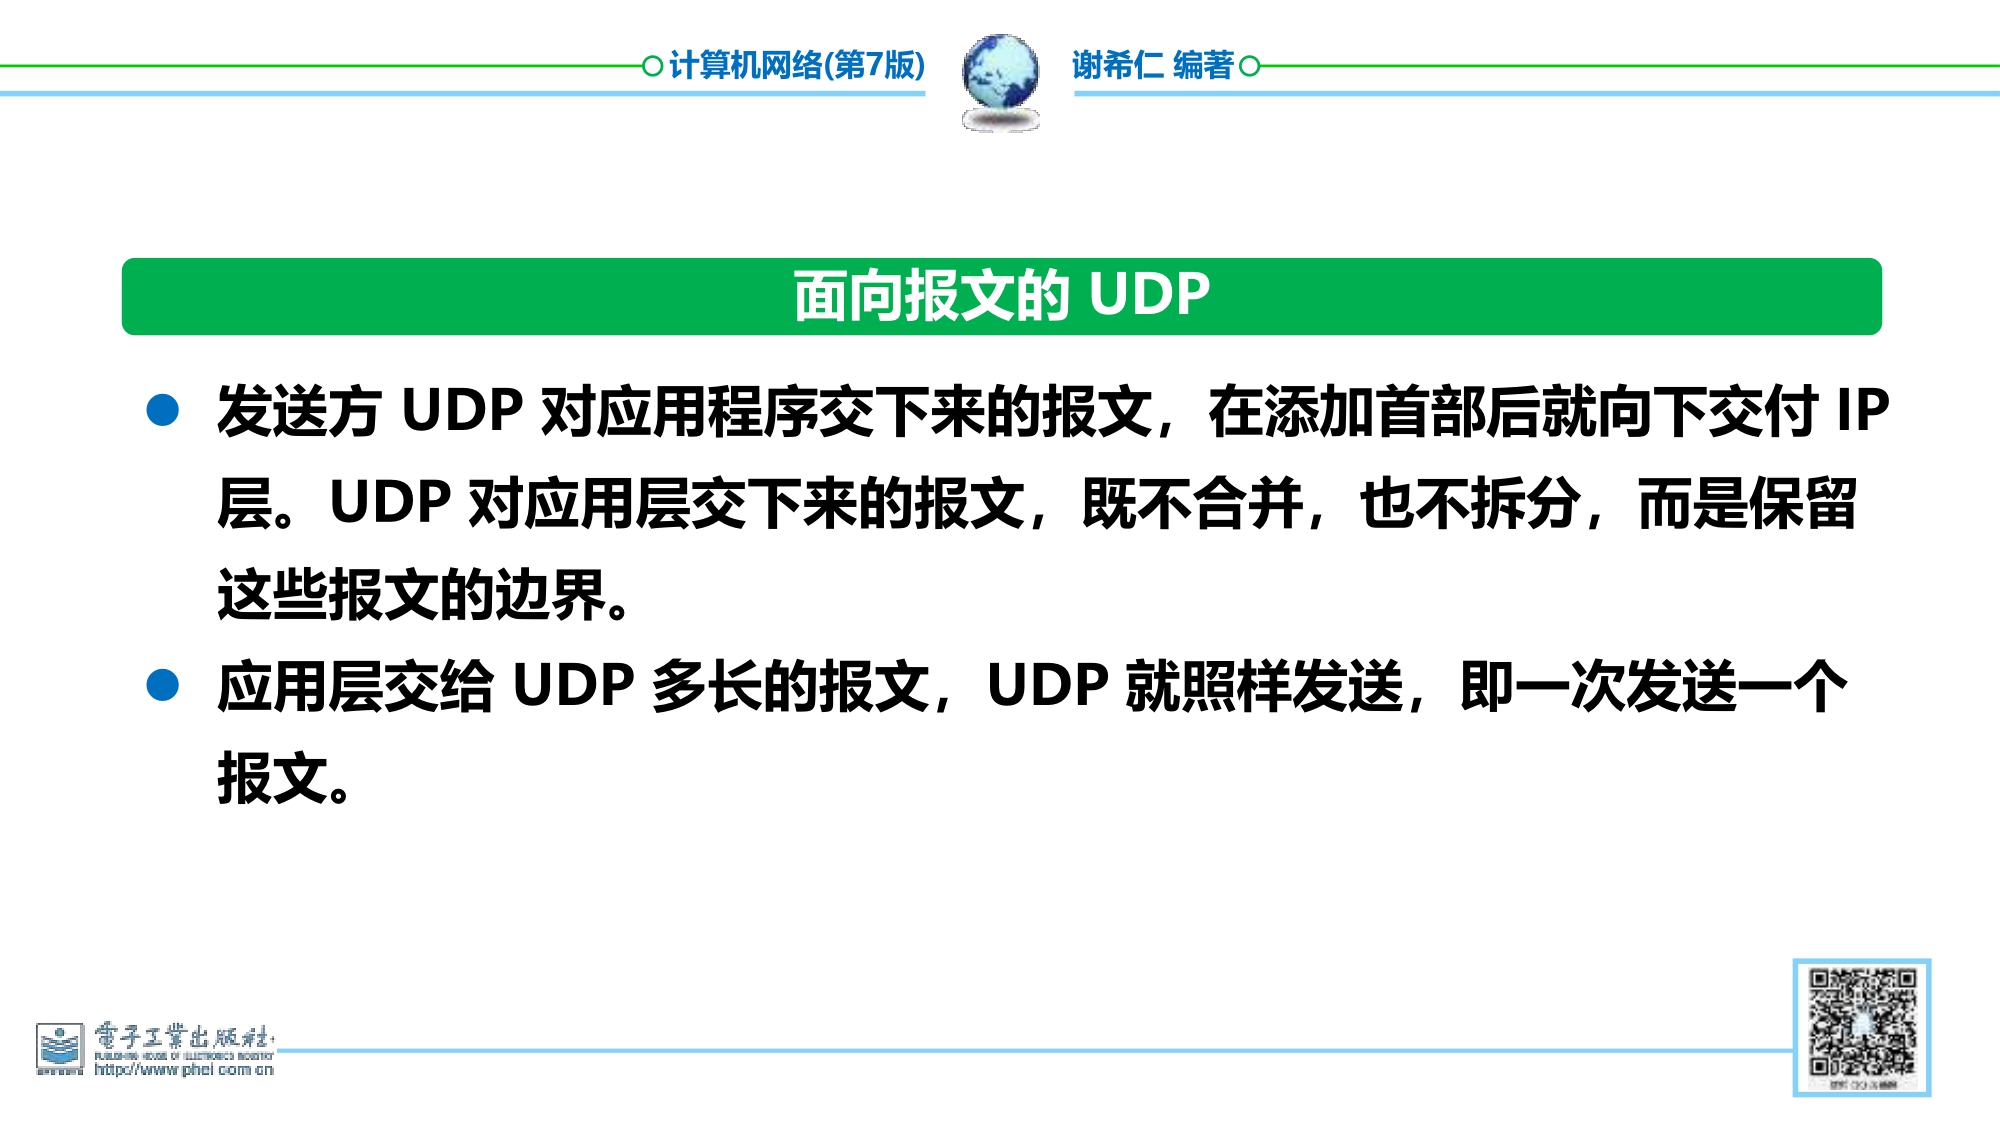 计算机网络(第7版) 谢希仁 编著
面向报文的 UDP
● 发送方 UDP 对应用程序交下来的报文，在添加首部后就向下交付 IP
层。UDP 对应用层交下来的报文，既不合并，也不拆分，而是保留
这些报文的边界。
● 应用层交给 UDP 多长的报文，UDP 就照样发送，即一次发送一个
报文。
電子工業出版社
PUBLISHING HOUSE OF ELECTRONICS INDUSTRY
http://www.phei.com.cn